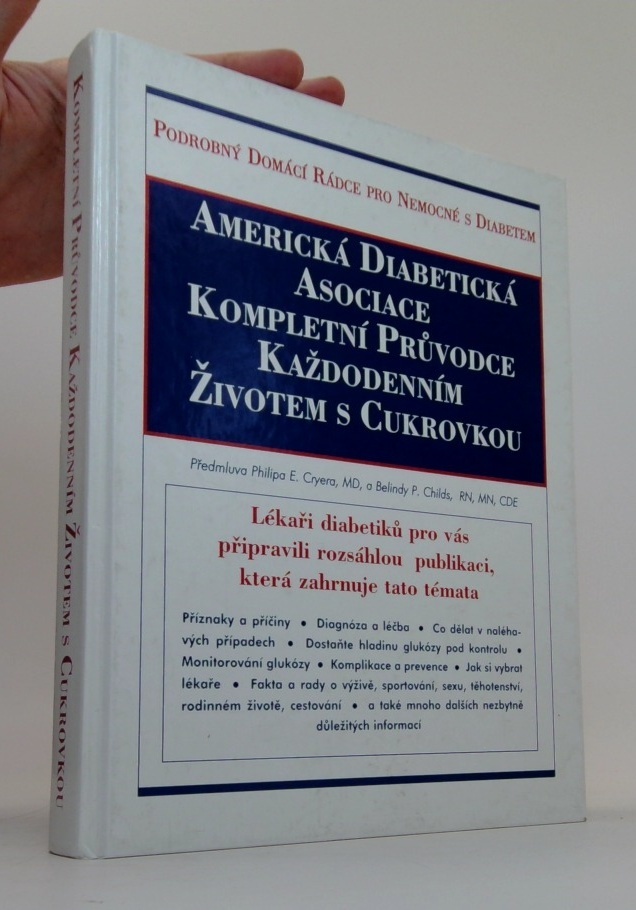 Kompletní Průvodce Každodenním Životem s Cukrovkou
Podrobný Domácí Rádce pro Nemocné s Diabetem
Americká Diabetická
Asociace
Kompletní Průvodce
Každodenním
Životem s Cukrovkou
Předmluva Philipa E. Cryera, MD, a Belindy P. Childs, RN, MN, CDE
Lékaři diabetiků pro vás
připravili rozsáhlou publikaci,
která zahrnuje tato témata
Příznaky a příčiny • Diagnóza a léčba • Co dělat v naléha-
vých případech • Dostaňte hladinu glukózy pod kontrolu •
Monitorování glukózy • Komplikace a prevence • Jak si vybrat
lékaře • Fakta a rady o výživě, sportování, sexu, těhotenství,
rodinném životě, cestování • a také mnoho dalších nezbytně
důležitých informací